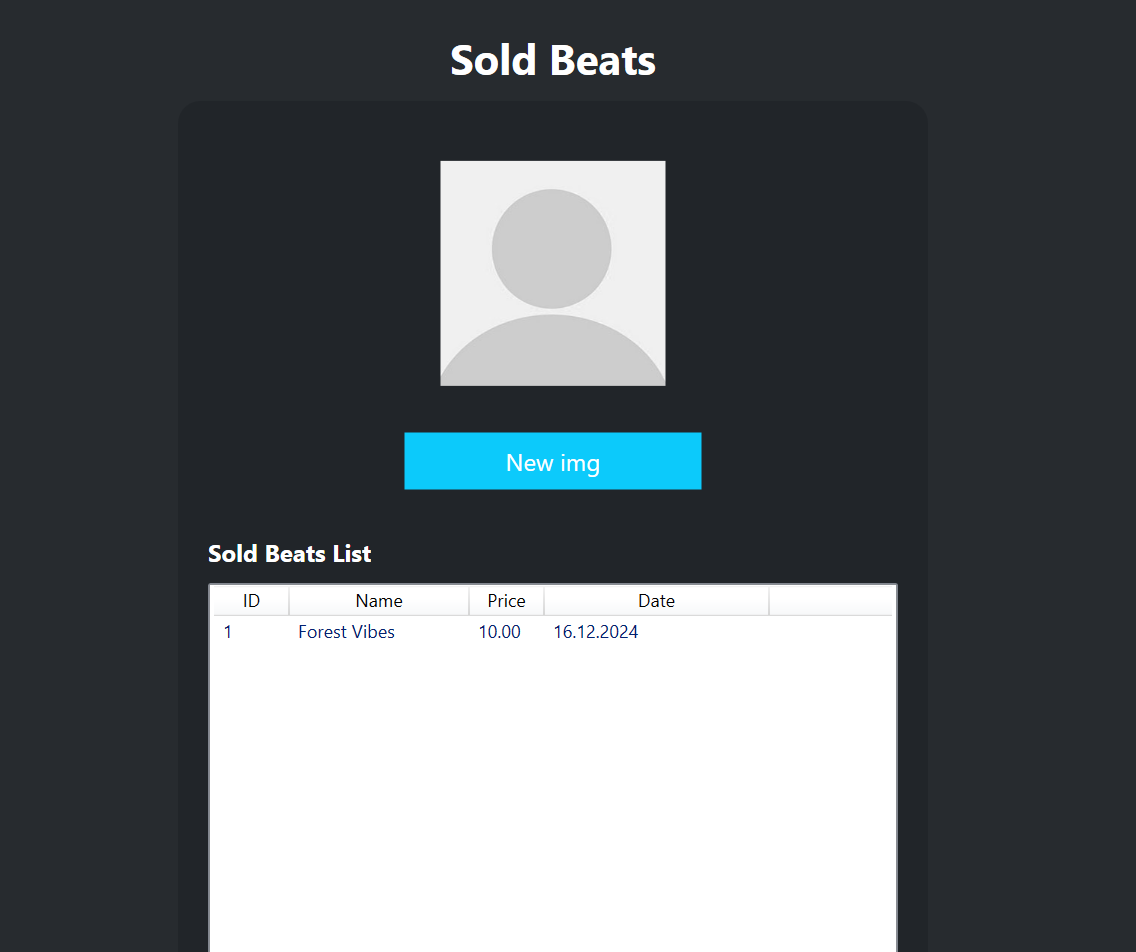 Sold Beats
New img
Sold Beats List
ID Name Price Date
1 Forest Vibes 10.00 16.12.2024